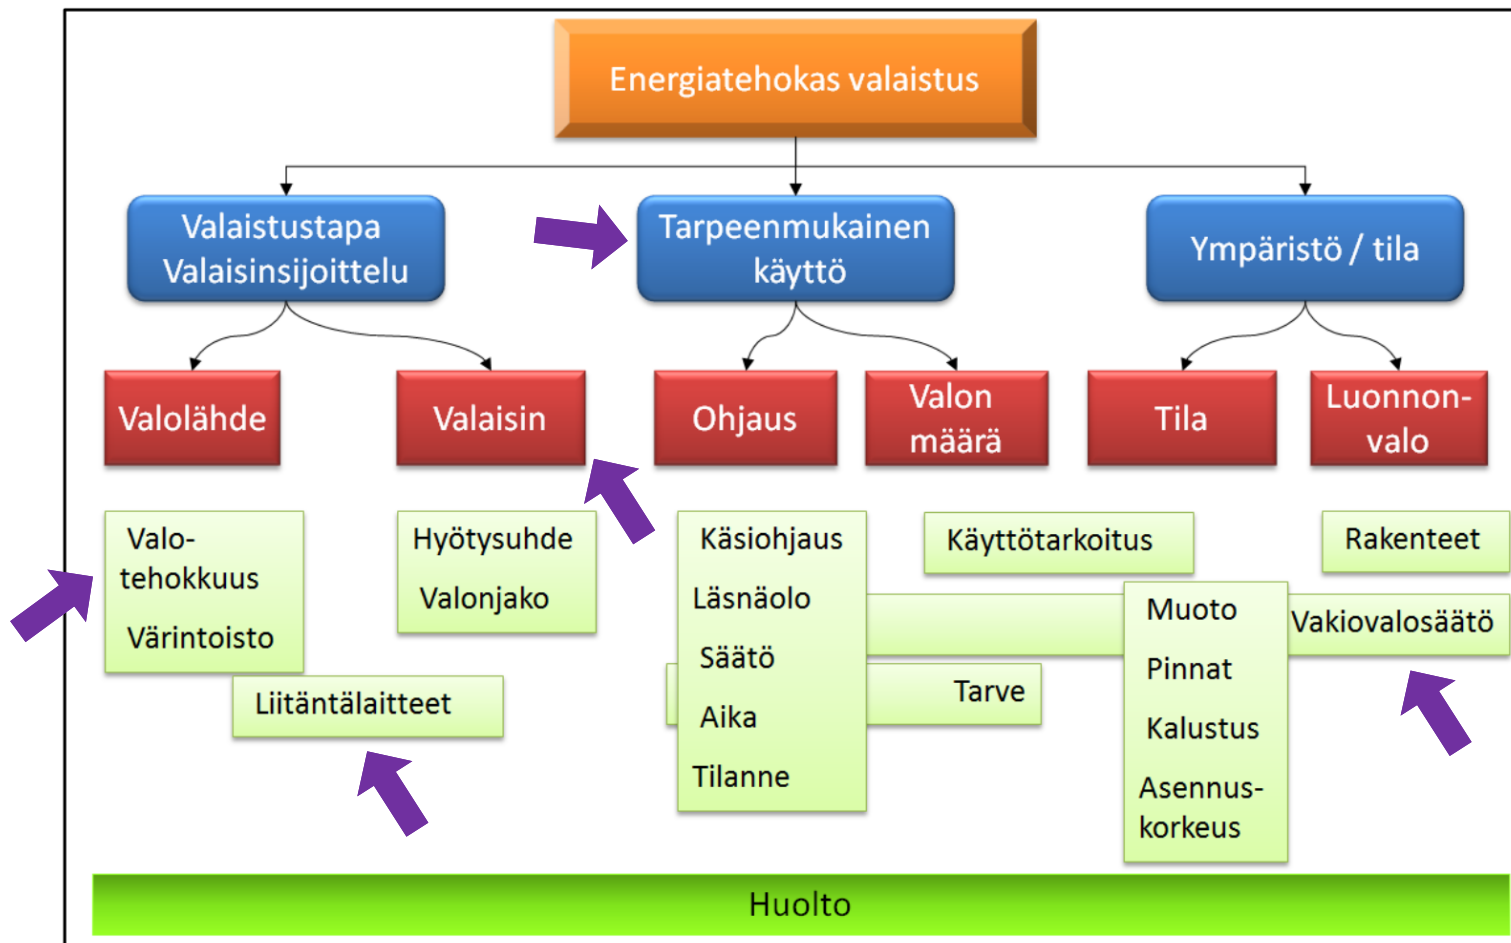 Energiatehokas valaistus
Valaistustapa
Valaisinsijoittelu
Tarpeenmukainen
käyttö
Ympäristö / tila
Valolähde
Valaisin
Ohjaus
Valon
määrä
Tila
Luonnon-
valo
Valo-
tehokkuus
Värintoisto
Liitäntälaitteet
Hyötysuhde
Valonjako
Käsiohjaus
Läsnäolo
Säätö
Aika
Tilanne
Käyttötarkoitus
Tarve
Muoto
Pinnat
Kalustus
Asennus-
korkeus
Rakenteet
Vakiovalosäätö
Huolto